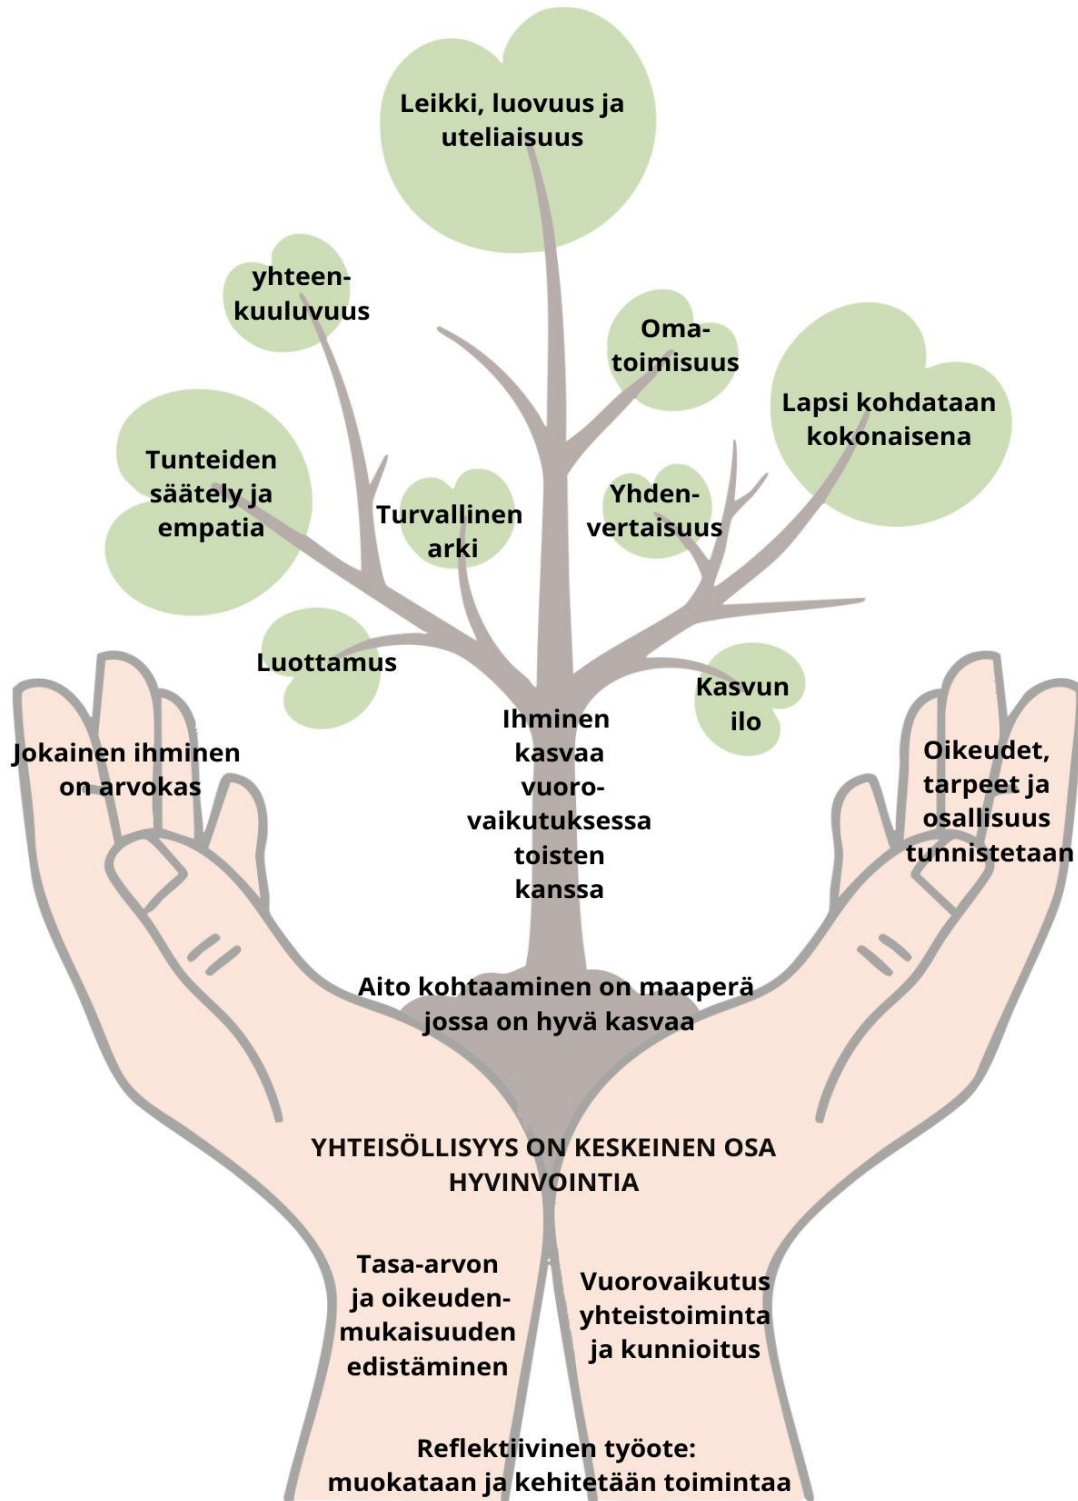 Leikki, luovuus ja
uteliaisuus
yhteen-
kuuluvuus
Oma-
toimisuus
Lapsi kohdataan
kokonaisena
Tunteiden
säätely ja
empatia
Turvallinen
arki
Yhden-
vertaisuus
Luottamus
Kasvun
ilo
Jokainen ihminen
on arvokas
Ihminen
kasvaa
vuoro-
vaikutuksessa
toisten
kanssa
Oikeudet,
tarpeet ja
osallisuus
tunnistetaan
Aito kohtaaminen on maaperä
jossa on hyvä kasvaa
YHTEISÖLLISYYS ON KESKEINEN OSA
HYVINVOINTIA
Tasa-arvon
ja oikeuden-
mukaisuuden
edistäminen
Vuorovaikutus
yhteistoiminta
ja kunnioitus
Reflektiivinen työote:
muokataan ja kehitetään toimintaa